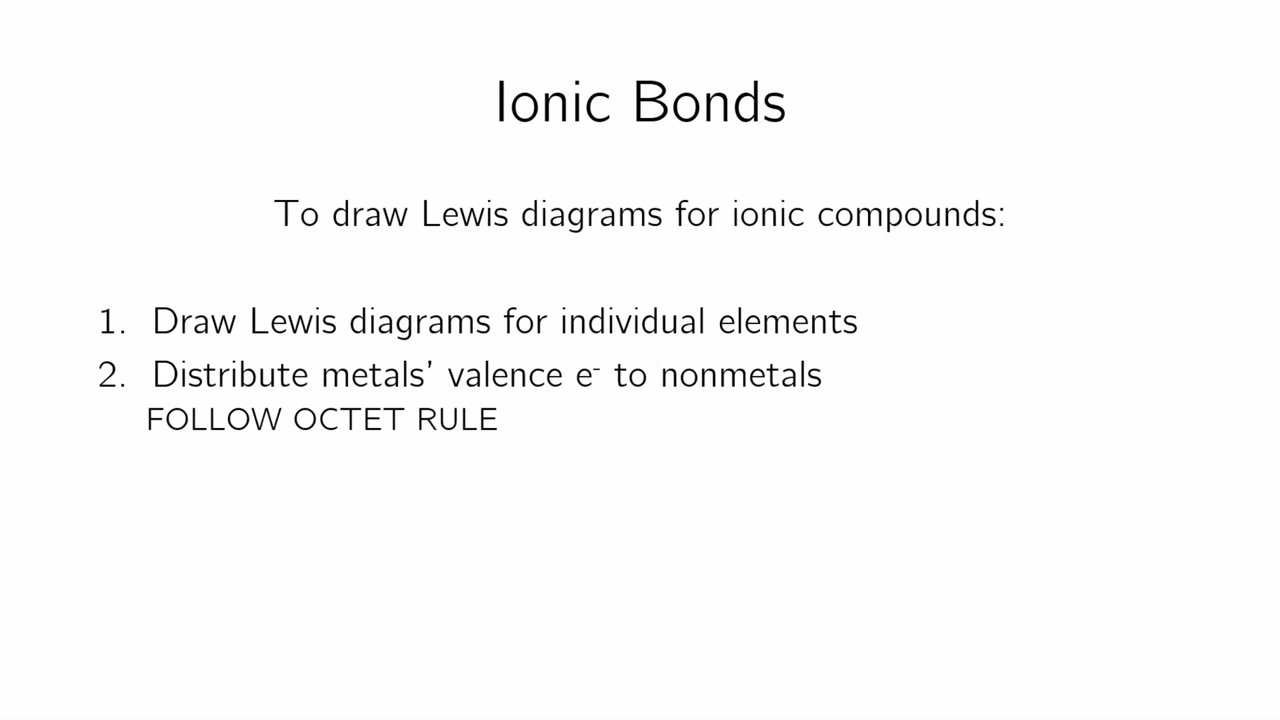 Ionic Bonds
To draw Lewis diagrams for ionic compounds:
1. Draw Lewis diagrams for individual elements
2. Distribute metals’ valence e⁻ to nonmetals
FOLLOW OCTET RULE